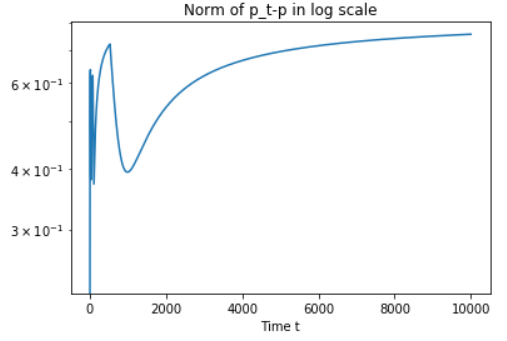 Norm of p_t-p in log scale
6 × 10⁻¹
4 × 10⁻¹
3 × 10⁻¹
0 2000 4000 6000 8000 10000
Time t